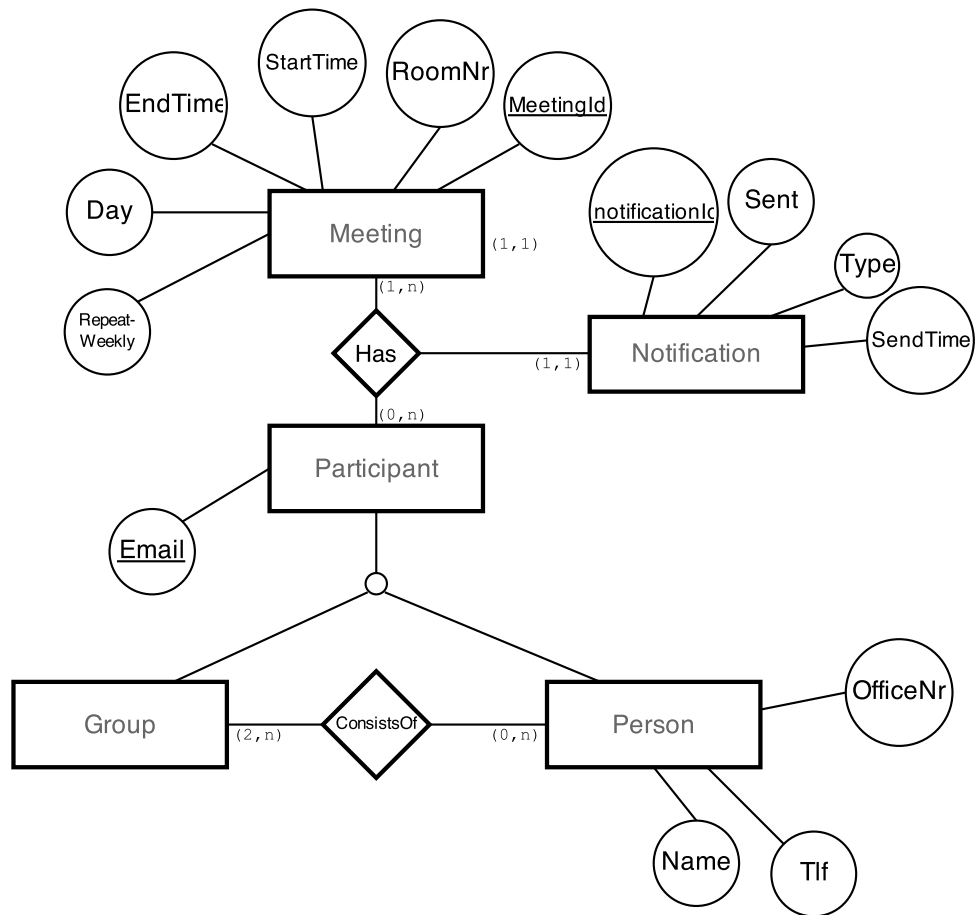 StartTime
RoomNr
EndTime
MeetingId
Day
Meeting
(1,1)
notificationId
Sent
Type
(1,n)
Repeat-
Weekly
Has
Notification
SendTime
(1,1)
(0,n)
Participant
Email
OfficeNr
Group
(2,n)
ConsistsOf
(0,n)
Person
Name
Tlf